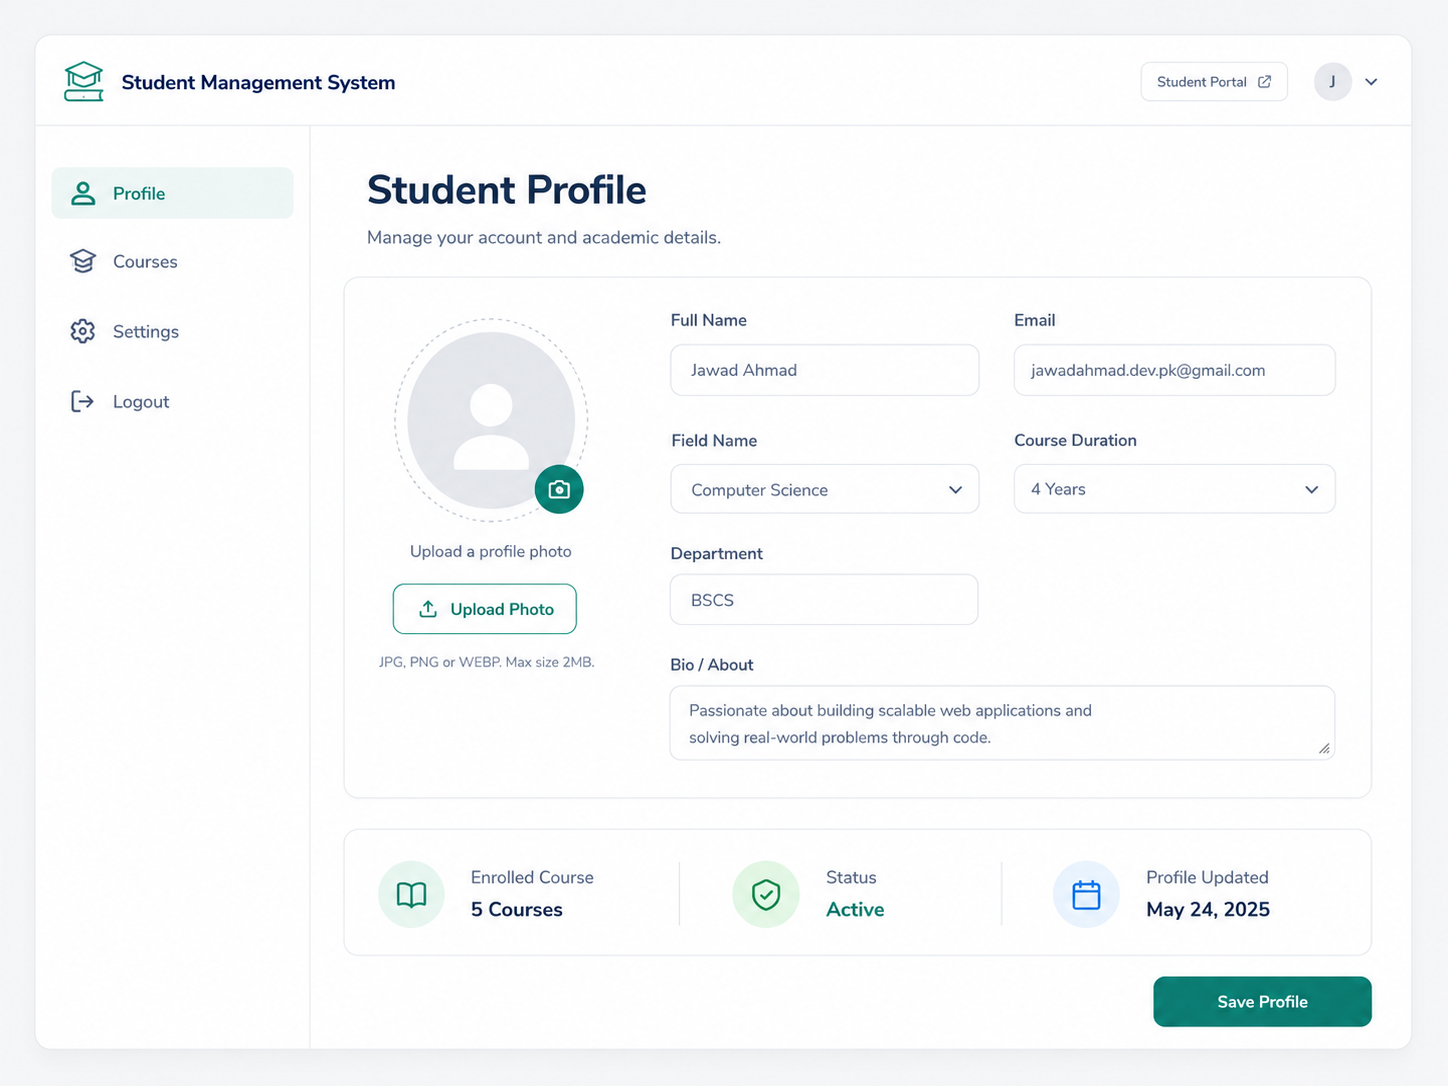 Student Management System
Student Portal
J
Profile
Courses
Settings
Logout
Student Profile
Manage your account and academic details.
Upload a profile photo
Upload Photo
JPG, PNG or WEBP. Max size 2MB.
Full Name
Jawad Ahmad
Email
jawadahmad.dev.pk@gmail.com
Field Name
Computer Science
Course Duration
4 Years
Department
BSCS
Bio / About
Passionate about building scalable web applications and
solving real-world problems through code.
Enrolled Course
5 Courses
Status
Active
Profile Updated
May 24, 2025
Save Profile